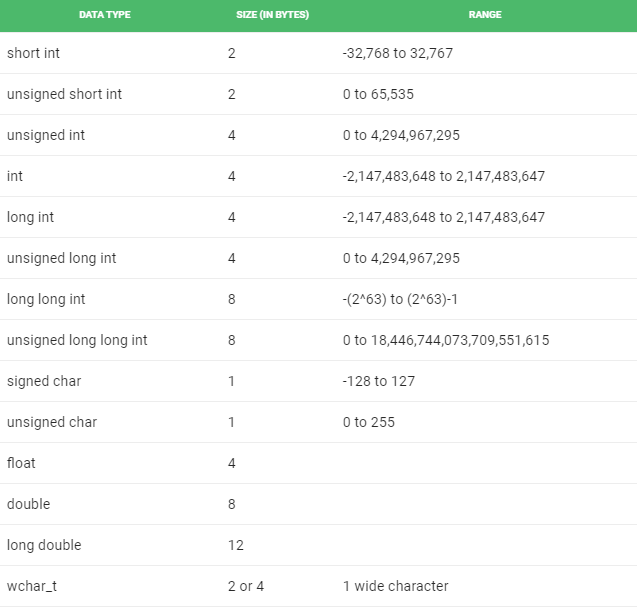 DATA TYPE SIZE (IN BYTES) RANGE
short int 2 -32,768 to 32,767
unsigned short int 2 0 to 65,535
unsigned int 4 0 to 4,294,967,295
int 4 -2,147,483,648 to 2,147,483,647
long int 4 -2,147,483,648 to 2,147,483,647
unsigned long int 4 0 to 4,294,967,295
long long int 8 -(2^63) to (2^63)-1
unsigned long long int 8 0 to 18,446,744,073,709,551,615
signed char 1 -128 to 127
unsigned char 1 0 to 255
float 4
double 8
long double 12
wchar_t 2 or 4 1 wide character